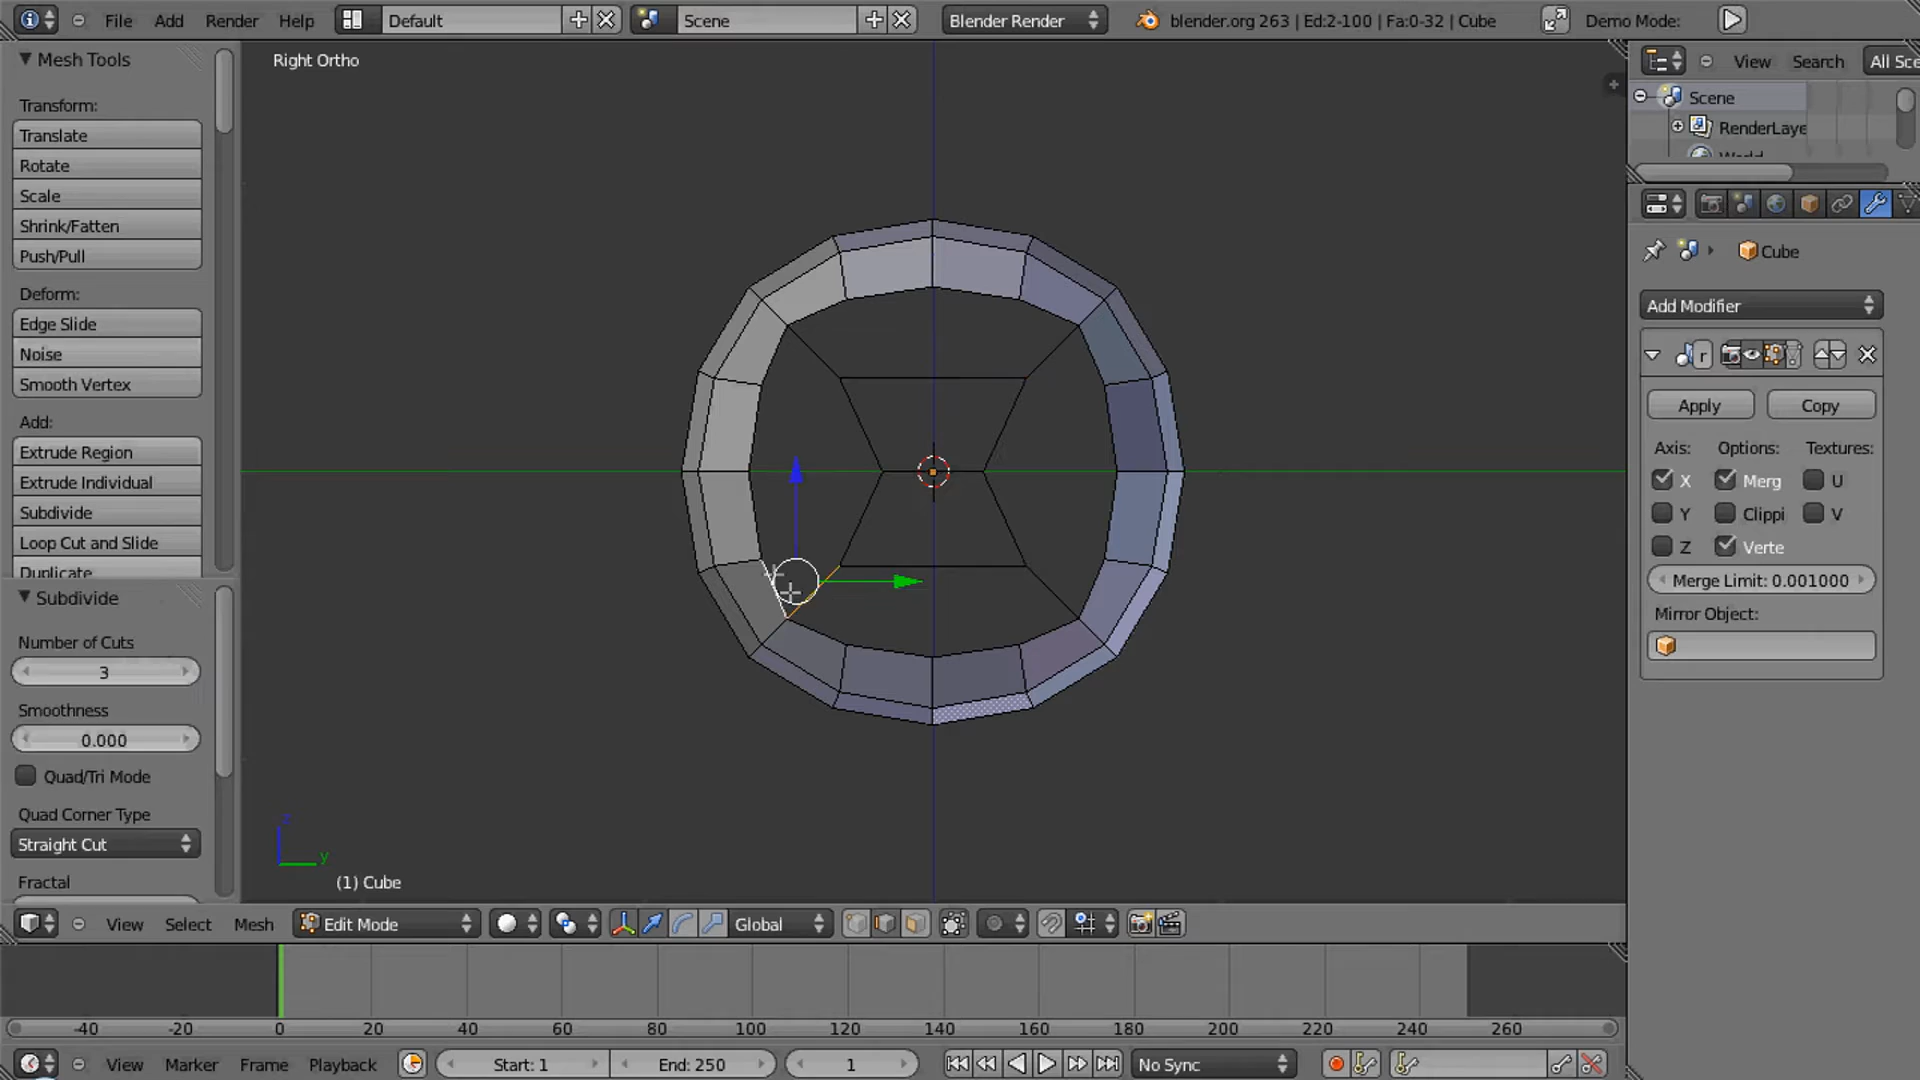 File Add Render Help Default Scene Blender Render blender.org 263 | Ed:2-100 | Fa:0-32 | Cube Demo Mode:
Mesh Tools
Transform:
Translate
Rotate
Scale
Shrink/Fatten
Push/Pull
Deform:
Edge Slide
Noise
Smooth Vertex
Add:
Extrude Region
Extrude Individual
Subdivide
Loop Cut and Slide
Duplicate
Subdivide
Number of Cuts
3
Smoothness
0.000
Quad/Tri Mode
Quad Corner Type
Straight Cut
Fractal
Right Ortho
z
y
(1) Cube
View Search All Sce
Scene
RenderLaye
World
Cube
Add Modifier
r
Apply Copy
Axis: Options: Textures:
X Merg U
Y Clippi V
Z Verte
Merge Limit: 0.001000
Mirror Object:
View Select Mesh Edit Mode Global
-40 -20 0 20 40 60 80 100 120 140 160 180 200 220 240 260
View Marker Frame Playback Start: 1 End: 250 1 No Sync